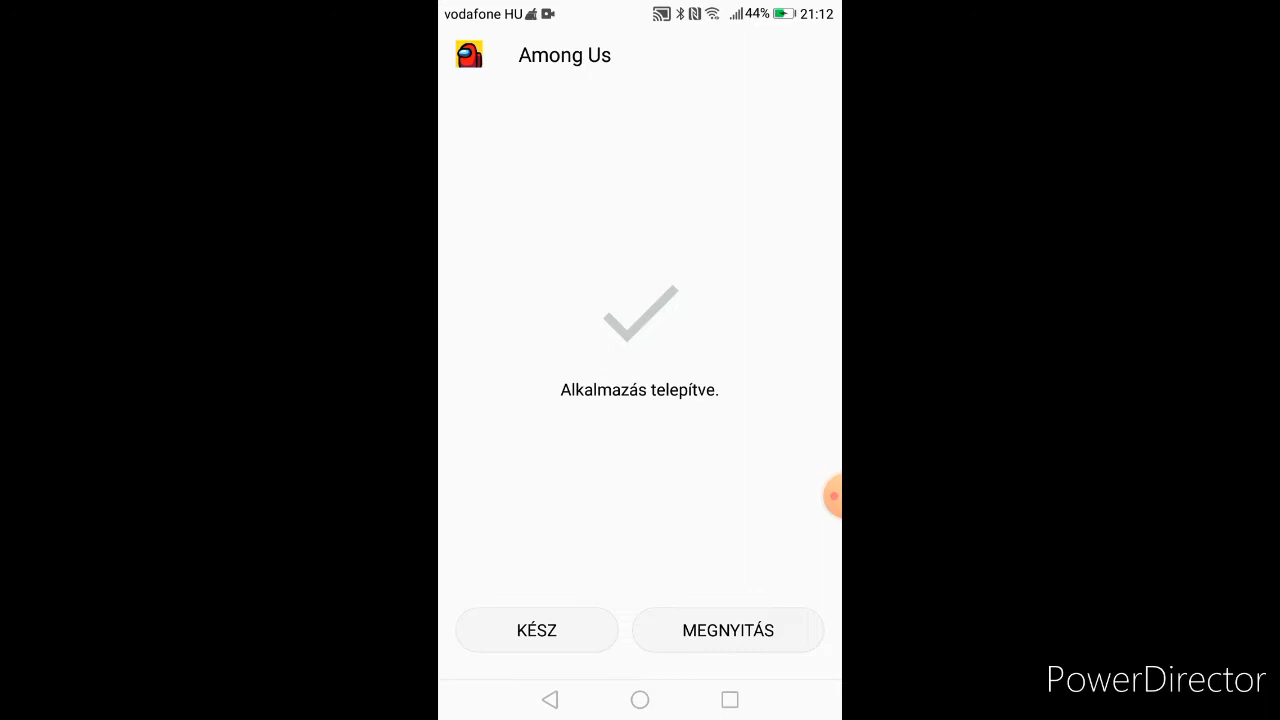 vodafone HU 44% 21:12
Among Us
Alkalmazás telepítve.
KÉSZ MEGNYITÁS
PowerDirector